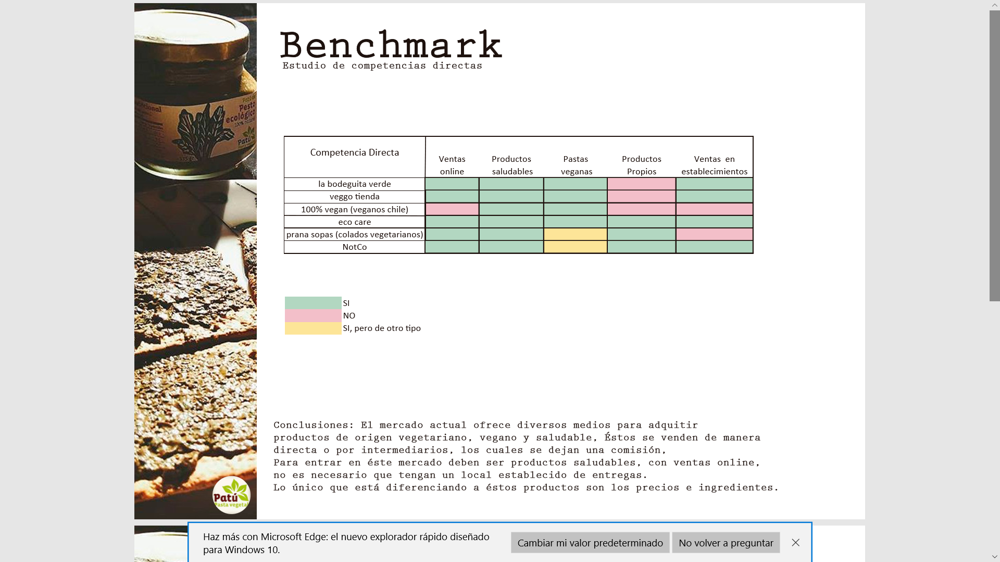 Benchmark
Estudio de competencias directas
Patú de
Pesto
ecológico
Patú
Competencia Directa
Ventas online
Productos saludables
Pastas veganas
Productos Propios
Ventas en establecimientos
la bodeguita verde
veggo tienda
100% vegan (veganos chile)
eco care
prana sopas (colados vegetarianos)
NotCo
SI
NO
SI, pero de otro tipo
Conclusiones: El mercado actual ofrece diversos medios para adquitir
productos de origen vegetariano, vegano y saludable, Éstos se venden de manera
directa o por intermediarios, los cuales se dejan una comisión,
Para entrar en éste mercado deben ser productos saludables, con ventas online,
no es necesario que tengan un local establecido de entregas.
Lo único que está diferenciando a éstos productos son los precios e ingredientes.
Patú
Pasta vegetal
Haz más con Microsoft Edge: el nuevo explorador rápido diseñado
para Windows 10.
Cambiar mi valor predeterminado
No volver a preguntar